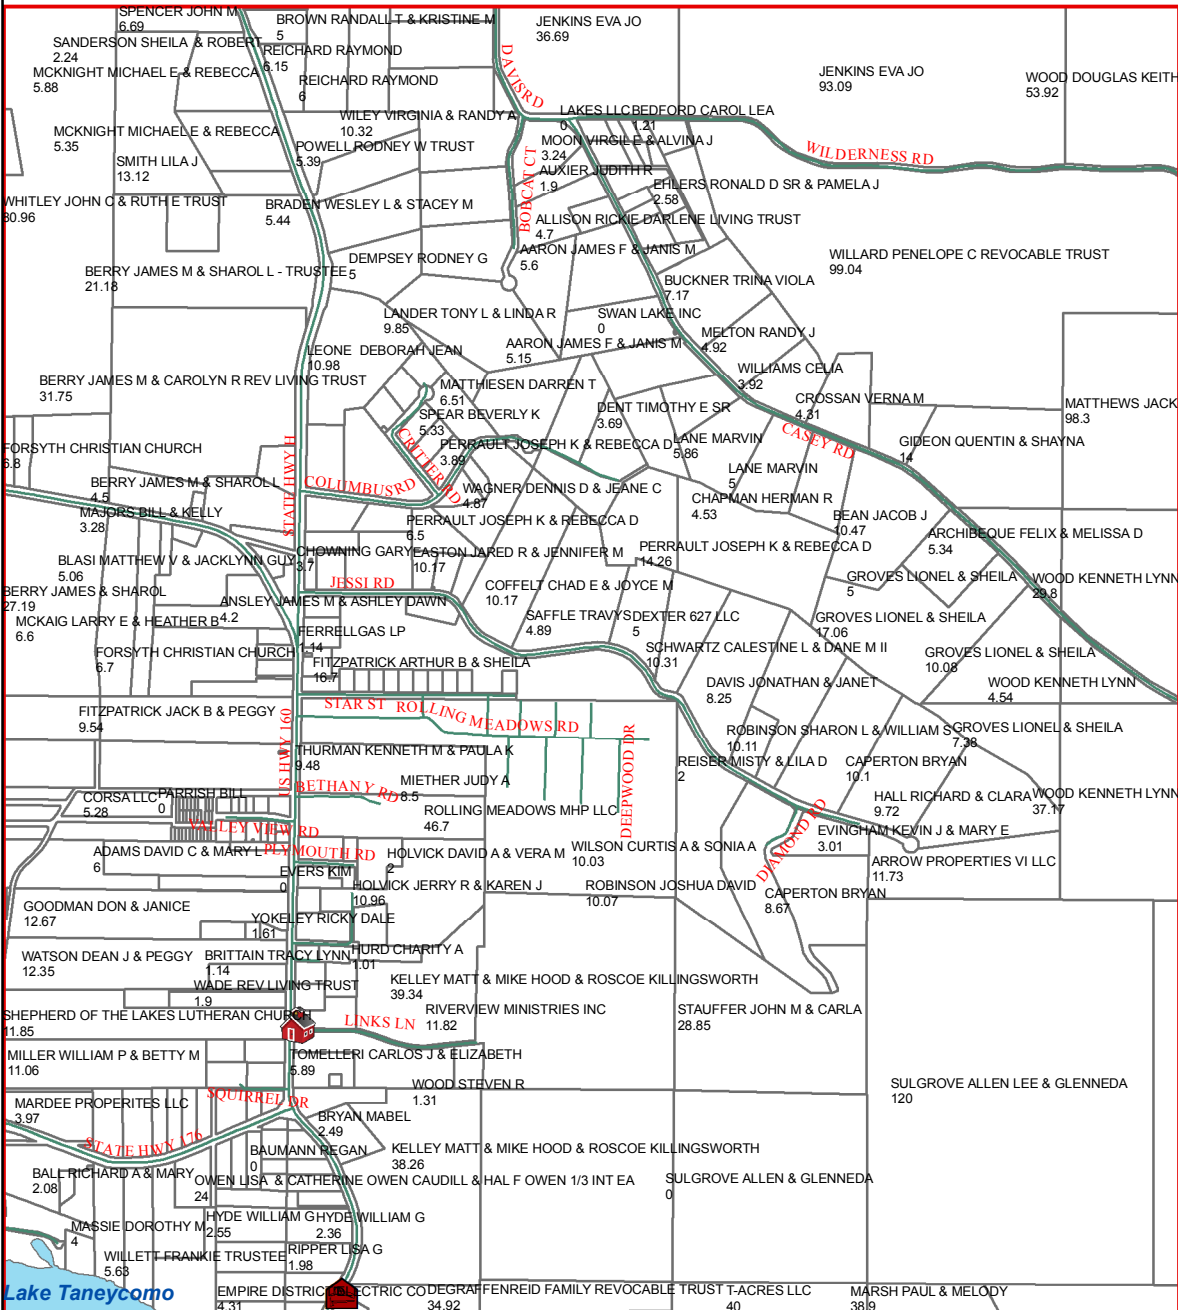 SPENCER JOHN M
6.69
BROWN RANDALL T & KRISTINE M
5
JENKINS EVA JO
36.69
SANDERSON SHEILA & ROBERT
2.24
REICHARD RAYMOND
6.15
MCKNIGHT MICHAEL E & REBECCA
5.88
REICHARD RAYMOND
6
DAVIS RD
JENKINS EVA JO
93.09
WOOD DOUGLAS KEITH
53.92
WILEY VIRGINIA & RANDY A
10.32
LAKES LLC
0
BEDFORD CAROL LEA
1.21
MCKNIGHT MICHAEL E & REBECCA
5.35
POWELL RODNEY W TRUST
5.39
MOON VIRGIL E & ALVINA J
3.24
WILDERNESS RD
SMITH LILA J
13.12
BOBCAT CT
AUXIER JUDITH R
1.9
EHLERS RONALD D SR & PAMELA J
2.58
WHITLEY JOHN C & RUTH E TRUST
80.96
BRADEN WESLEY L & STACEY M
5.44
ALLISON RICKIE DARLENE LIVING TRUST
4.7
AARON JAMES F & JANIS M
5.6
WILLARD PENELOPE C REVOCABLE TRUST
99.04
BERRY JAMES M & SHAROL L - TRUSTEE
21.18
DEMPSEY RODNEY G
5
BUCKNER TRINA VIOLA
7.17
LANDER TONY L & LINDA R
9.85
SWAN LAKE INC
0
AARON JAMES F & JANIS M
5.15
MELTON RANDY J
4.92
LEONE DEBORAH JEAN
10.98
BERRY JAMES M & CAROLYN R REV LIVING TRUST
31.75
MATTHIESEN DARREN T
6.51
WILLIAMS CELIA
3.92
SPEAR BEVERLY K
5.33
DENT TIMOTHY E SR
3.69
CROSSAN VERNA M
4.31
MATTHEWS JACK
98.3
FORSYTH CHRISTIAN CHURCH
6.8
STATE HWY H
CRITTER RD
PERRAULT JOSEPH K & REBECCA D
3.89
LANE MARVIN
5.86
CASEY RD
GIDEON QUENTIN & SHAYNA
14
BERRY JAMES M & SHAROL L
4.5
COLUMBUS RD
WAGNER DENNIS D & JEANE C
4.87
LANE MARVIN
5
CHAPMAN HERMAN R
4.53
MAJORS BILL & KELLY
3.28
PERRAULT JOSEPH K & REBECCA D
6.5
BEAN JACOB J
10.47
ARCHIBEQUE FELIX & MELISSA D
5.34
BLASI MATTHEW V & JACKLYNN GUY
5.06
CHOWNING GARY
3.7
EASTON JARED R & JENNIFER M
10.17
PERRAULT JOSEPH K & REBECCA D
14.26
BERRY JAMES & SHAROL
27.19
JESSI RD
COFFELT CHAD E & JOYCE M
10.17
GROVES LIONEL & SHEILA
5
WOOD KENNETH LYNN
29.8
ANSLEY JAMES M & ASHLEY DAWN
4.2
MCKAIG LARRY E & HEATHER B
6.6
SAFFLE TRAVYS
4.89
DEXTER 627 LLC
5
GROVES LIONEL & SHEILA
17.06
FERRELLGAS LP
1.14
FORSYTH CHRISTIAN CHURCH
6.7
SCHWARTZ CALESTINE L & DANE M II
10.31
GROVES LIONEL & SHEILA
10.08
FITZPATRICK ARTHUR B & SHEILA
16.7
DAVIS JONATHAN & JANET
8.25
WOOD KENNETH LYNN
4.54
FITZPATRICK JACK B & PEGGY
9.54
STAR ST
ROLLING MEADOWS RD
US HWY 160
ROBINSON SHARON L & WILLIAM S
10.11
GROVES LIONEL & SHEILA
7.38
THURMAN KENNETH M & PAULA K
9.48
DEEPWOOD DR
REISER MISTY & LILA D
2
CAPERTON BRYAN
10.1
BETHANY RD
MIETHER JUDY A
8.5
CORSA LLC
5.28
PARRISH BILL
0
HALL RICHARD & CLARA
9.72
WOOD KENNETH LYNN
37.17
ROLLING MEADOWS MHP LLC
46.7
VALLEY VIEW RD
EVINGHAM KEVIN J & MARY E
3.01
DIAMOND RD
ADAMS DAVID C & MARY L
6
PLYMOUTH RD
HOLVICK DAVID A & VERA M
2
WILSON CURTIS A & SONIA A
10.03
ARROW PROPERTIES VI LLC
11.73
EVERS KIM
0
HOLVICK JERRY R & KAREN J
10.96
ROBINSON JOSHUA DAVID
10.07
CAPERTON BRYAN
8.67
GOODMAN DON & JANICE
12.67
YOKELEY RICKY DALE
1.61
WATSON DEAN J & PEGGY
12.35
BRITTAIN TRACY LYNN
1.14
HURD CHARITY A
1.01
WADE REV LIVING TRUST
1.9
KELLEY MATT & MIKE HOOD & ROSCOE KILLINGSWORTH
39.34
SHEPHERD OF THE LAKES LUTHERAN CHURCH
11.85
LINKS LN
RIVERVIEW MINISTRIES INC
11.82
STAUFFER JOHN M & CARLA
28.85
MILLER WILLIAM P & BETTY M
11.06
TOMELLERI CARLOS J & ELIZABETH
5.89
WOOD STEVEN R
1.31
SULGROVE ALLEN LEE & GLENNEDA
120
MARDEE PROPERITES LLC
3.97
SQUIRREL DR
BRYAN MABEL
2.49
STATE HWY 176
BAUMANN REGAN
0
KELLEY MATT & MIKE HOOD & ROSCOE KILLINGSWORTH
38.26
BALL RICHARD A & MARY
2.08
OWEN LISA & CATHERINE OWEN CAUDILL & HAL F OWEN 1/3 INT EA
24
SULGROVE ALLEN & GLENNEDA
0
MASSIE DOROTHY M
4
HYDE WILLIAM G
2.55
HYDE WILLIAM G
2.36
WILLETT FRANKIE TRUSTEE
5.63
RIPPER LISA G
1.98
Lake Taneycomo
EMPIRE DISTRICT ELECTRIC CO
4.31
DEGRAFFENREID FAMILY REVOCABLE TRUST
34.92
T-ACRES LLC
40
MARSH PAUL & MELODY
38.9